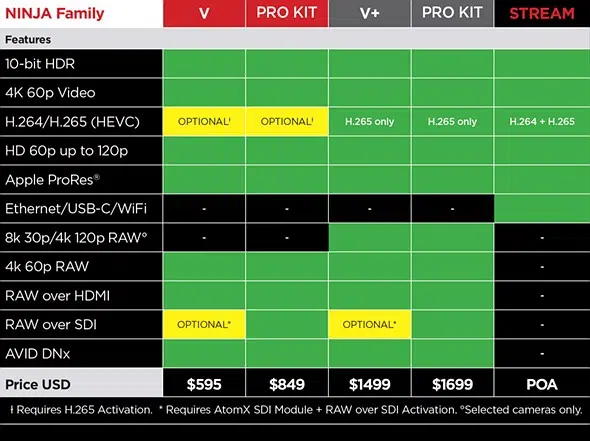 NINJA Family V PRO KIT V+ PRO KIT STREAM
Features
10-bit HDR
4K 60p Video
H.264/H.265 (HEVC) OPTIONALƗ OPTIONALƗ H.265 only H.265 only H.264 + H.265
HD 60p up to 120p
Apple ProRes®
Ethernet/USB-C/WiFi - - - -
8k 30p/4k 120p RAW° - - -
4k 60p RAW -
RAW over HDMI -
RAW over SDI OPTIONAL* OPTIONAL* -
AVID DNx -
Price USD $595 $849 $1499 $1699 POA
Ɨ Requires H.265 Activation. * Requires AtomX SDI Module + RAW over SDI Activation. °Selected cameras only.